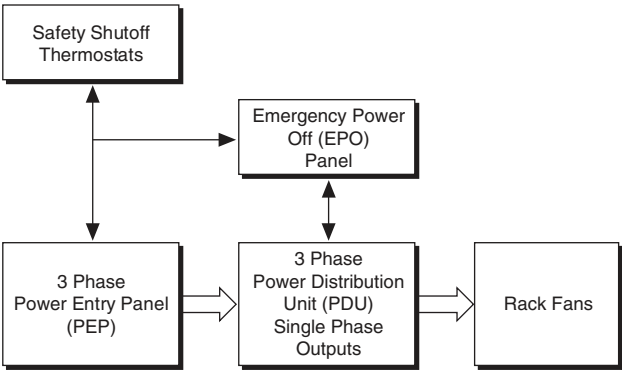 Safety Shutoff
Thermostats
Emergency Power
Off (EPO)
Panel
3 Phase
Power Entry Panel
(PEP)
3 Phase
Power Distribution
Unit (PDU)
Single Phase
Outputs
Rack Fans